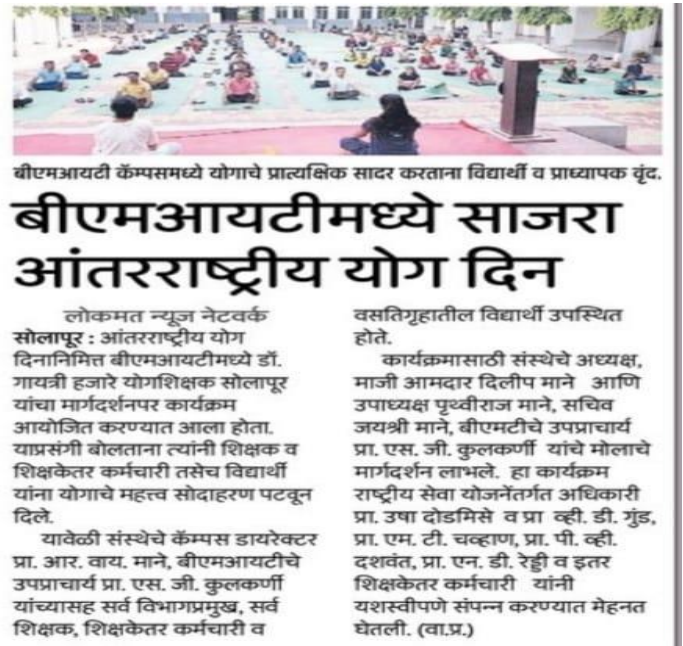 बीएमआयटी कॅम्पसमध्ये योगाचे प्रात्यक्षिक सादर करताना विद्यार्थी व प्राध्यापक वृंद.
बीएमआयटीमध्ये साजरा
आंतरराष्ट्रीय योग दिन
लोकमत न्यूज नेटवर्क
सोलापूर : आंतरराष्ट्रीय योग
दिनानिमित्त बीएमआयटीमध्ये डॉ.
गायत्री हजारे योगशिक्षक सोलापूर
यांचा मार्गदर्शनपर कार्यक्रम
आयोजित करण्यात आला होता.
याप्रसंगी बोलताना त्यांनी शिक्षक व
शिक्षकेतर कर्मचारी तसेच विद्यार्थी
यांना योगाचे महत्त्व सोदाहरण पटवून
दिले.
यावेळी संस्थेचे कॅम्पस डायरेक्टर
प्रा. आर. वाय. माने, बीएमआयटीचे
उपप्राचार्य प्रा. एस. जी. कुलकर्णी
यांच्यासह सर्व विभागप्रमुख, सर्व
शिक्षक, शिक्षकेतर कर्मचारी व
वसतिगृहातील विद्यार्थी उपस्थित
होते.
कार्यक्रमासाठी संस्थेचे अध्यक्ष,
माजी आमदार दिलीप माने आणि
उपाध्यक्ष पृथ्वीराज माने, सचिव
जयश्री माने, बीएमटीचे उपप्राचार्य
प्रा. एस. जी. कुलकर्णी यांचे मोलाचे
मार्गदर्शन लाभले. हा कार्यक्रम
राष्ट्रीय सेवा योजनेंतर्गत अधिकारी
प्रा. उषा दोडमिसे व प्रा व्ही. डी. गुंड,
प्रा. एम. टी. चव्हाण, प्रा. पी. व्ही.
दशवंत, प्रा. एन. डी. रेड्डी व इतर
शिक्षकेतर कर्मचारी यांनी
यशस्वीपणे संपन्न करण्यात मेहनत
घेतली. (वा.प्र.)